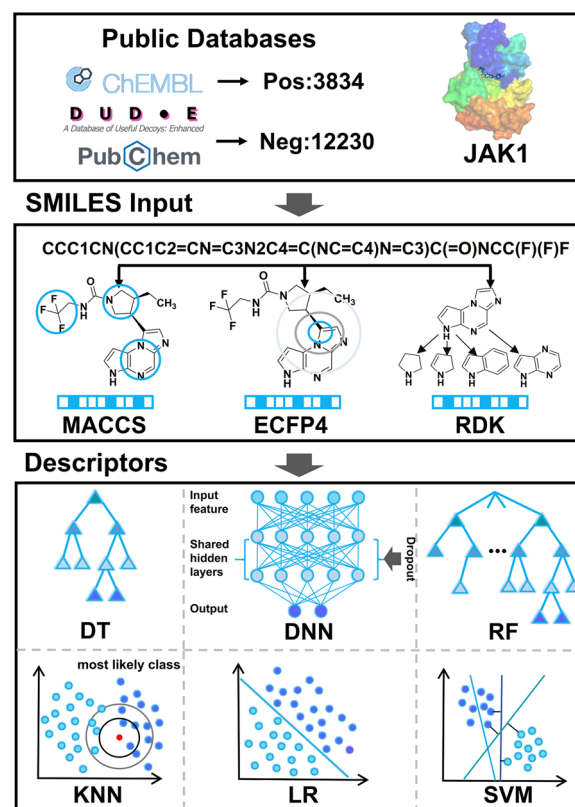 Public Databases
ChEMBL
Pos:3834
DUD•E
A Database of Useful Decoys: Enhanced
Neg:12230
PubChem
JAK1
SMILES Input
CCC1CN(CC1C2=CN=C3N2C4=C(NC=C4)N=C3)C(=O)NCC(F)(F)F
F
F
F
N
H
O
N
CH3
N
N
N
H
N
F
F
F
N
H
O
N
CH3
N
N
N
H
N
N
N
N
H
N
N
H
N
H
N
H
N
H
N
N
MACCS
ECFP4
RDK
Descriptors
Input
feature
Shared
hidden
layers
Output
Dropout
DT
DNN
RF
most likely class
KNN
LR
SVM